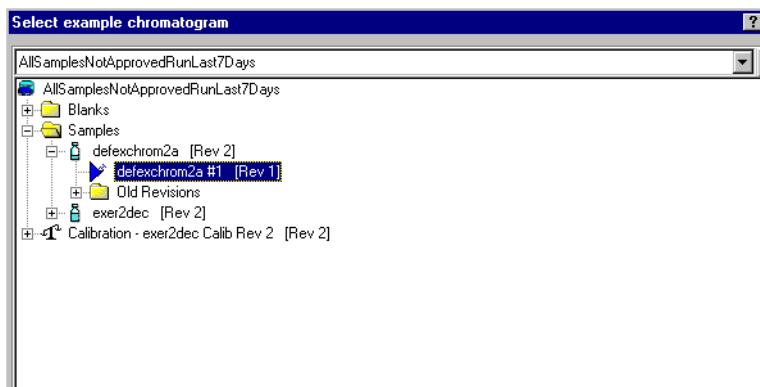 Select example chromatogram
?
AllSamplesNotApprovedRunLast7Days
AllSamplesNotApprovedRunLast7Days
Blanks
Samples
defexchrom2a [Rev 2]
defexchrom2a #1 [Rev 1]
Old Revisions
exer2dec [Rev 2]
Calibration - exer2dec Calib Rev 2 [Rev 2]